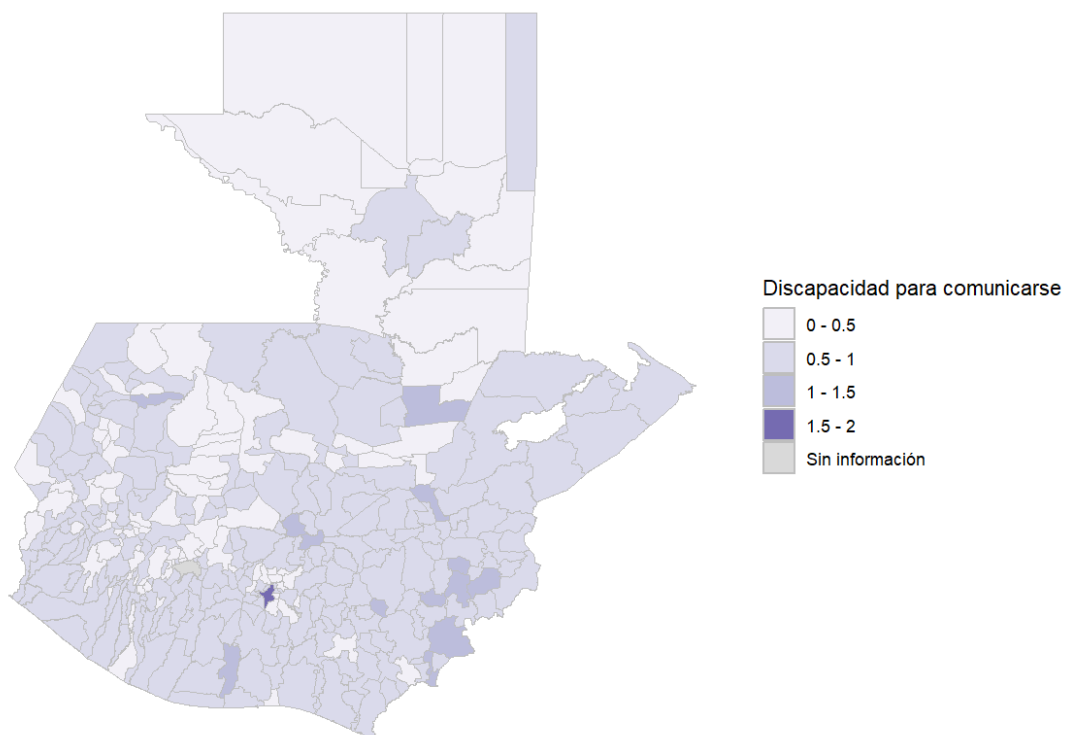 Discapacidad para comunicarse
0 - 0.5
0.5 - 1
1 - 1.5
1.5 - 2
Sin información